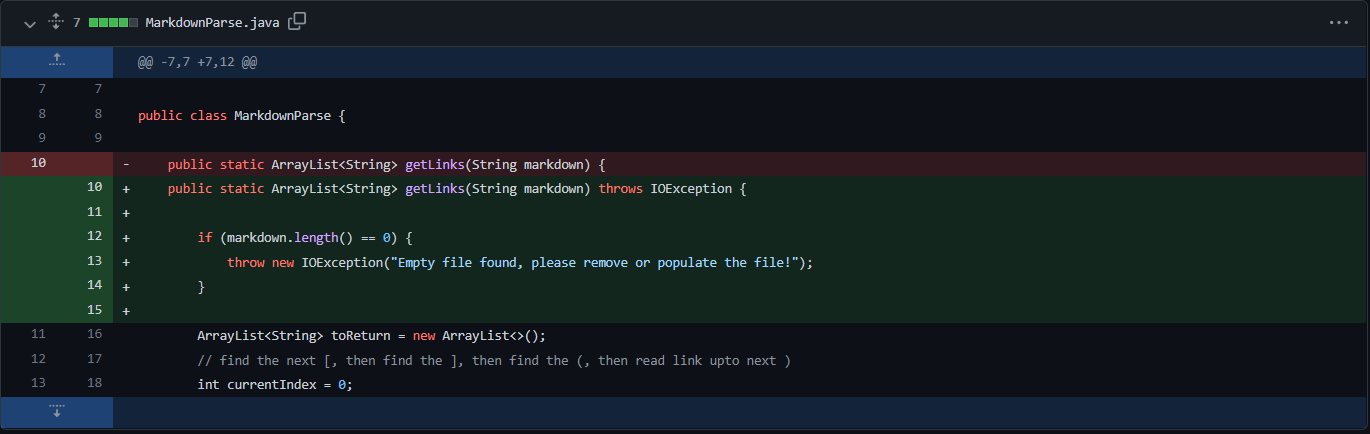 7 MarkdownParse.java
@@ -7,7 +7,12 @@
7 7
8 8 public class MarkdownParse {
9 9
10 - public static ArrayList<String> getLinks(String markdown) {
10 + public static ArrayList<String> getLinks(String markdown) throws IOException {
11 +
12 + if (markdown.length() == 0) {
13 + throw new IOException("Empty file found, please remove or populate the file!");
14 + }
15 +
11 16 ArrayList<String> toReturn = new ArrayList<>();
12 17 // find the next [, then find the ], then find the (, then read link upto next )
13 18 int currentIndex = 0;